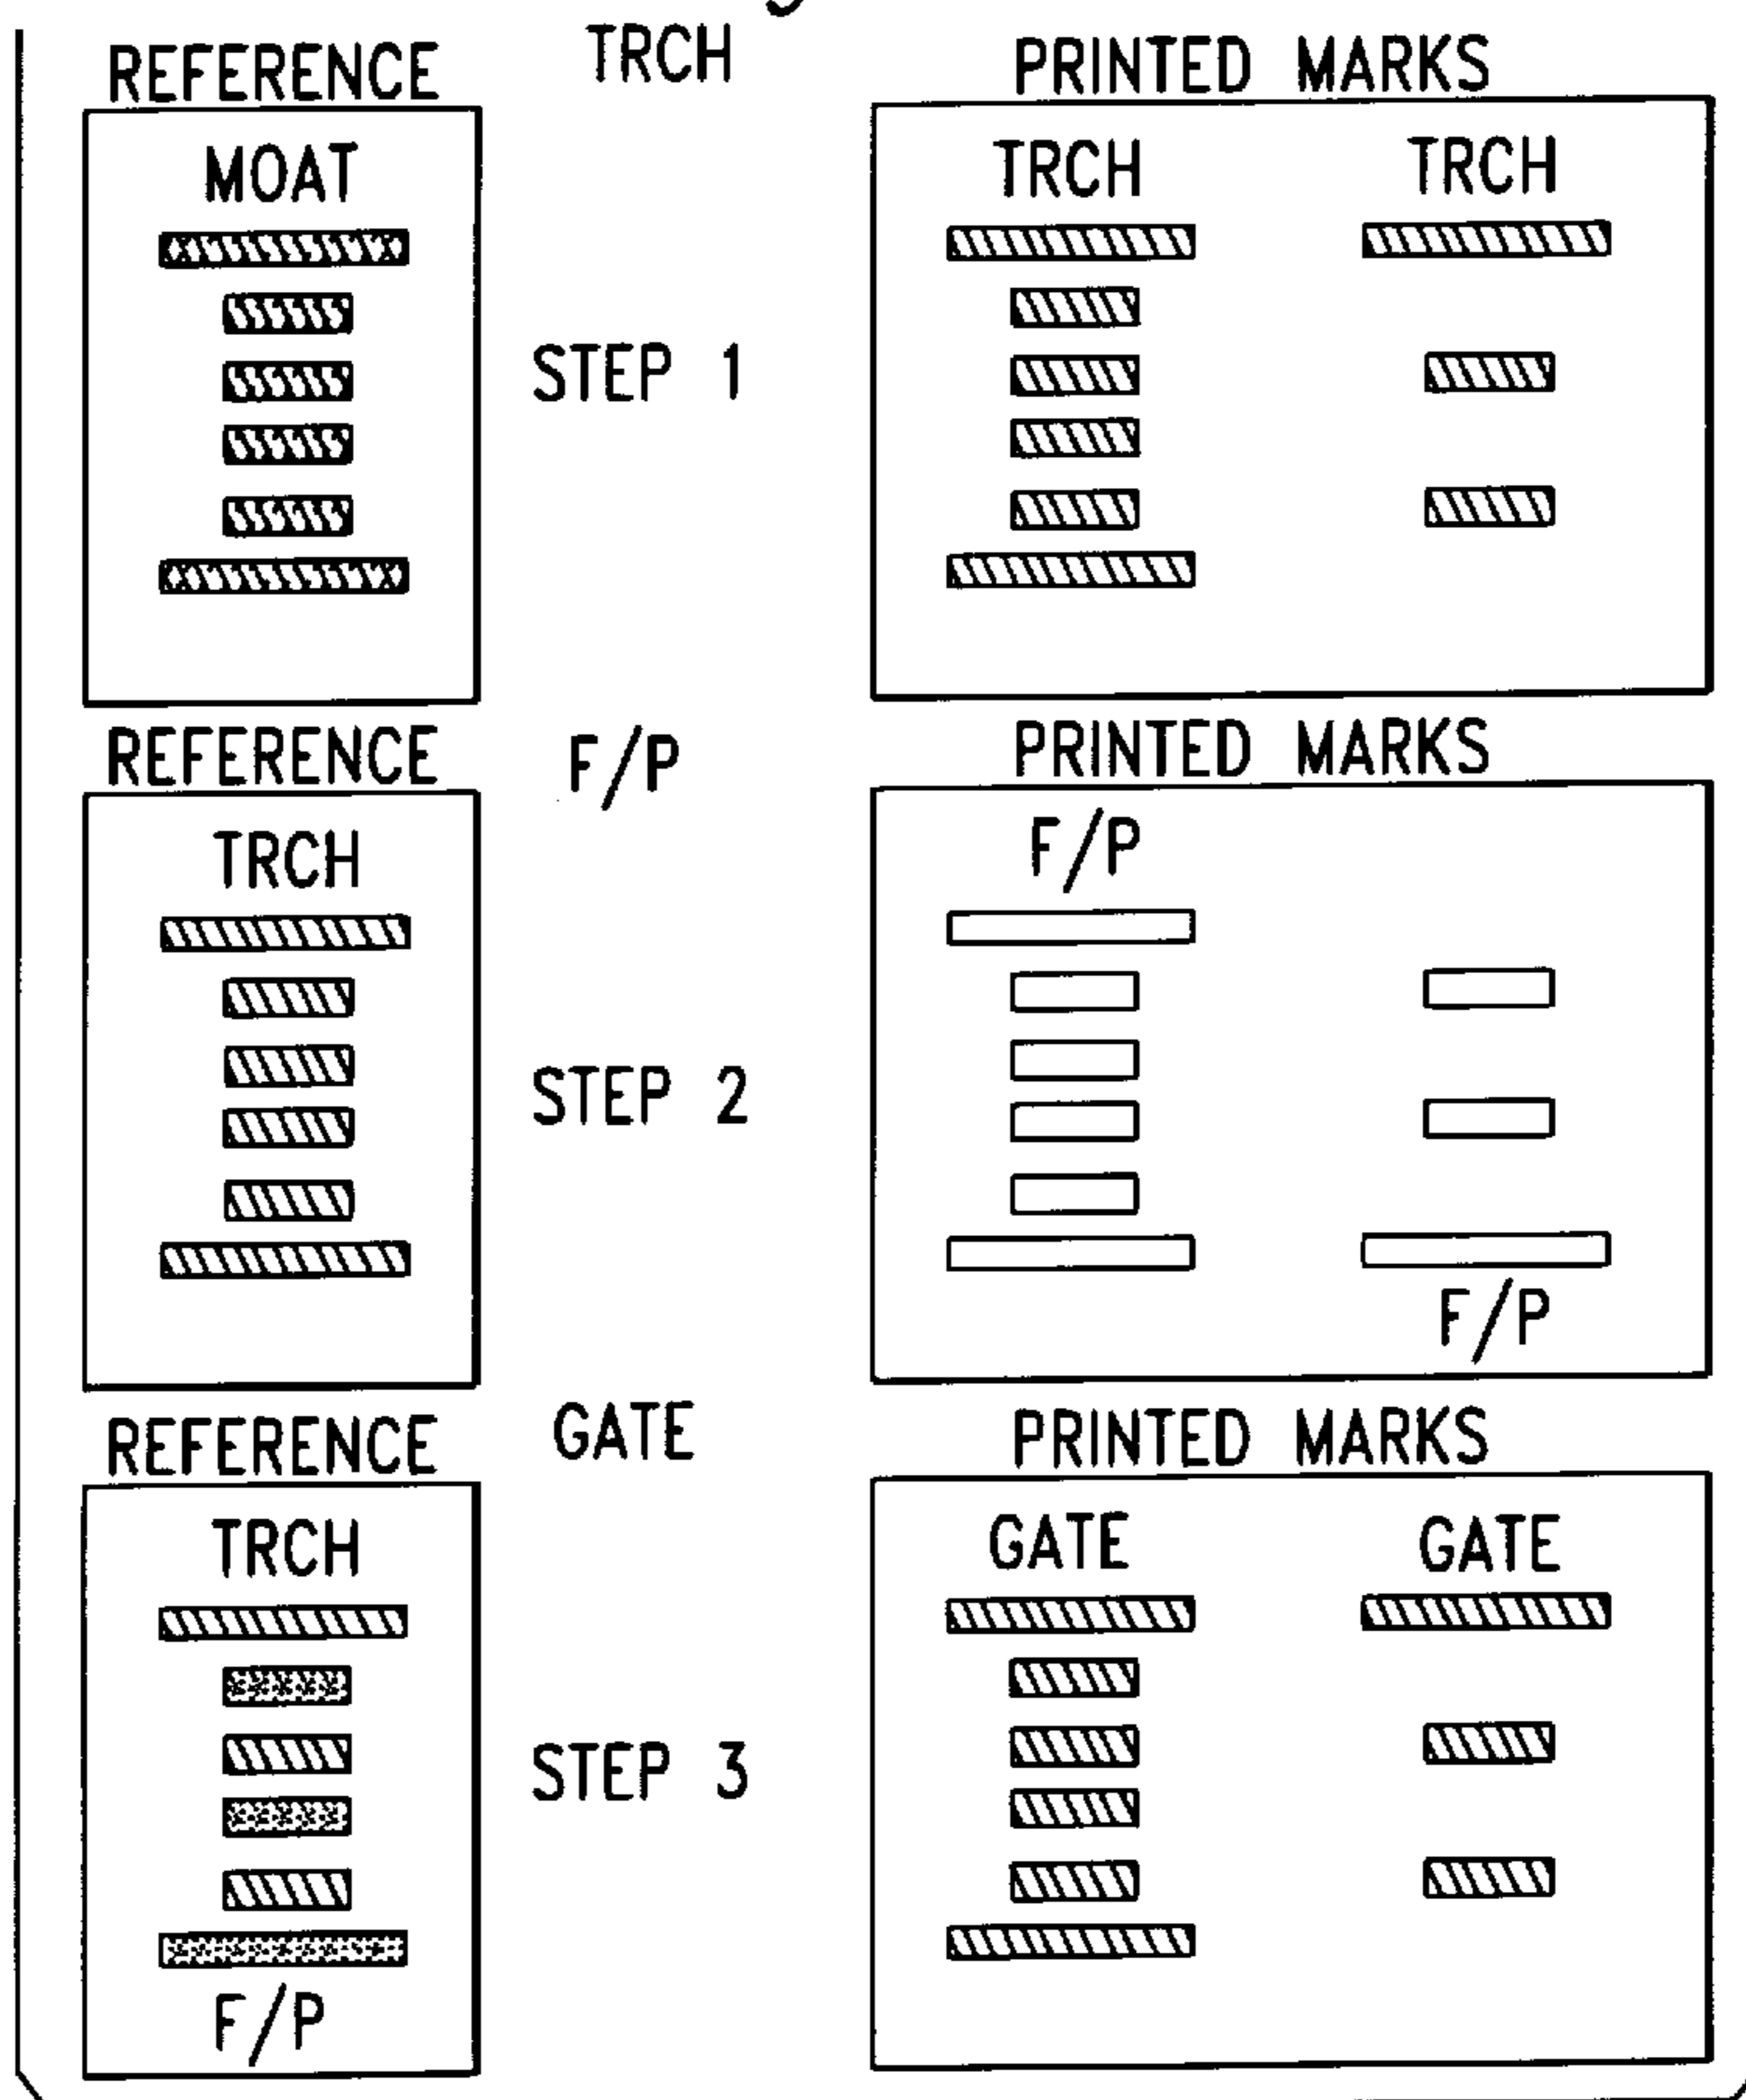 REFERENCE TRCH PRINTED MARKS
MOAT TRCH TRCH
STEP 1
REFERENCE F/P PRINTED MARKS
TRCH F/P
STEP 2
F/P
REFERENCE GATE PRINTED MARKS
TRCH GATE GATE
STEP 3
F/P